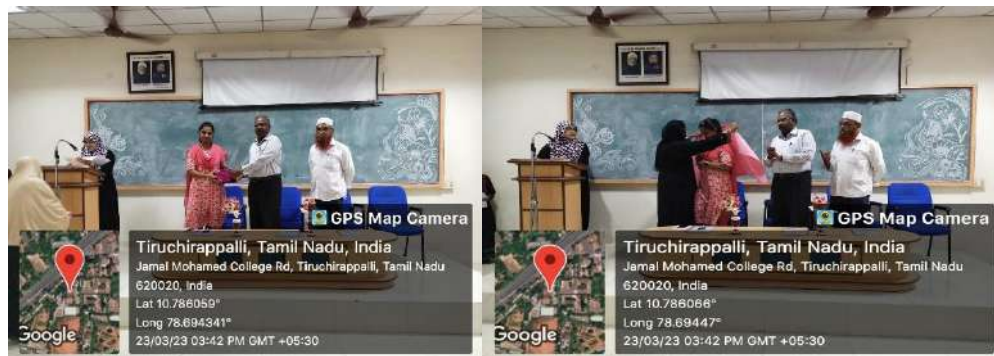 GPS Map Camera
Tiruchirappalli, Tamil Nadu, India
Jamal Mohamed College Rd, Tiruchirappalli, Tamil Nadu
620020, India
Lat 10.786059°
Long 78.694341°
23/03/23 03:42 PM GMT +05:30
Google
GPS Map Camera
Tiruchirappalli, Tamil Nadu, India
Jamal Mohamed College Rd, Tiruchirappalli, Tamil Nadu
620020, India
Lat 10.786066°
Long 78.69447°
23/03/23 03:42 PM GMT +05:30
Google